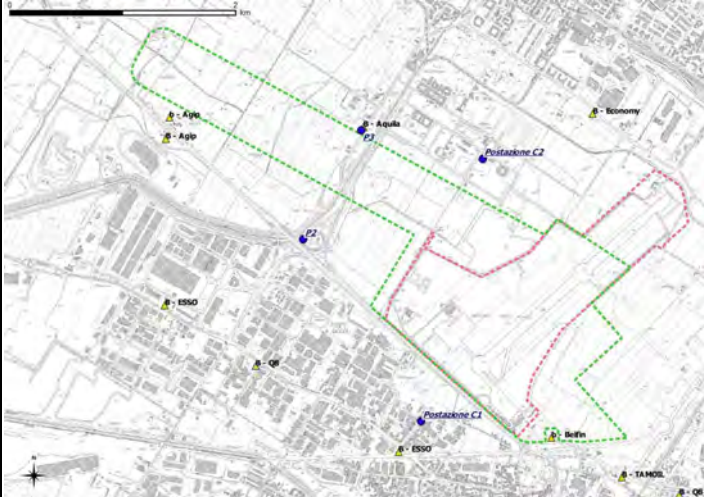 0 2
km
B - Economy
b - Agip
B - Aquila
P3
B - Agip
Postazione C2
P2
B - ESSO
B - Q8
Postazione C1
b - Belfin
B - ESSO
B - TAMOIL
B - Q8
N